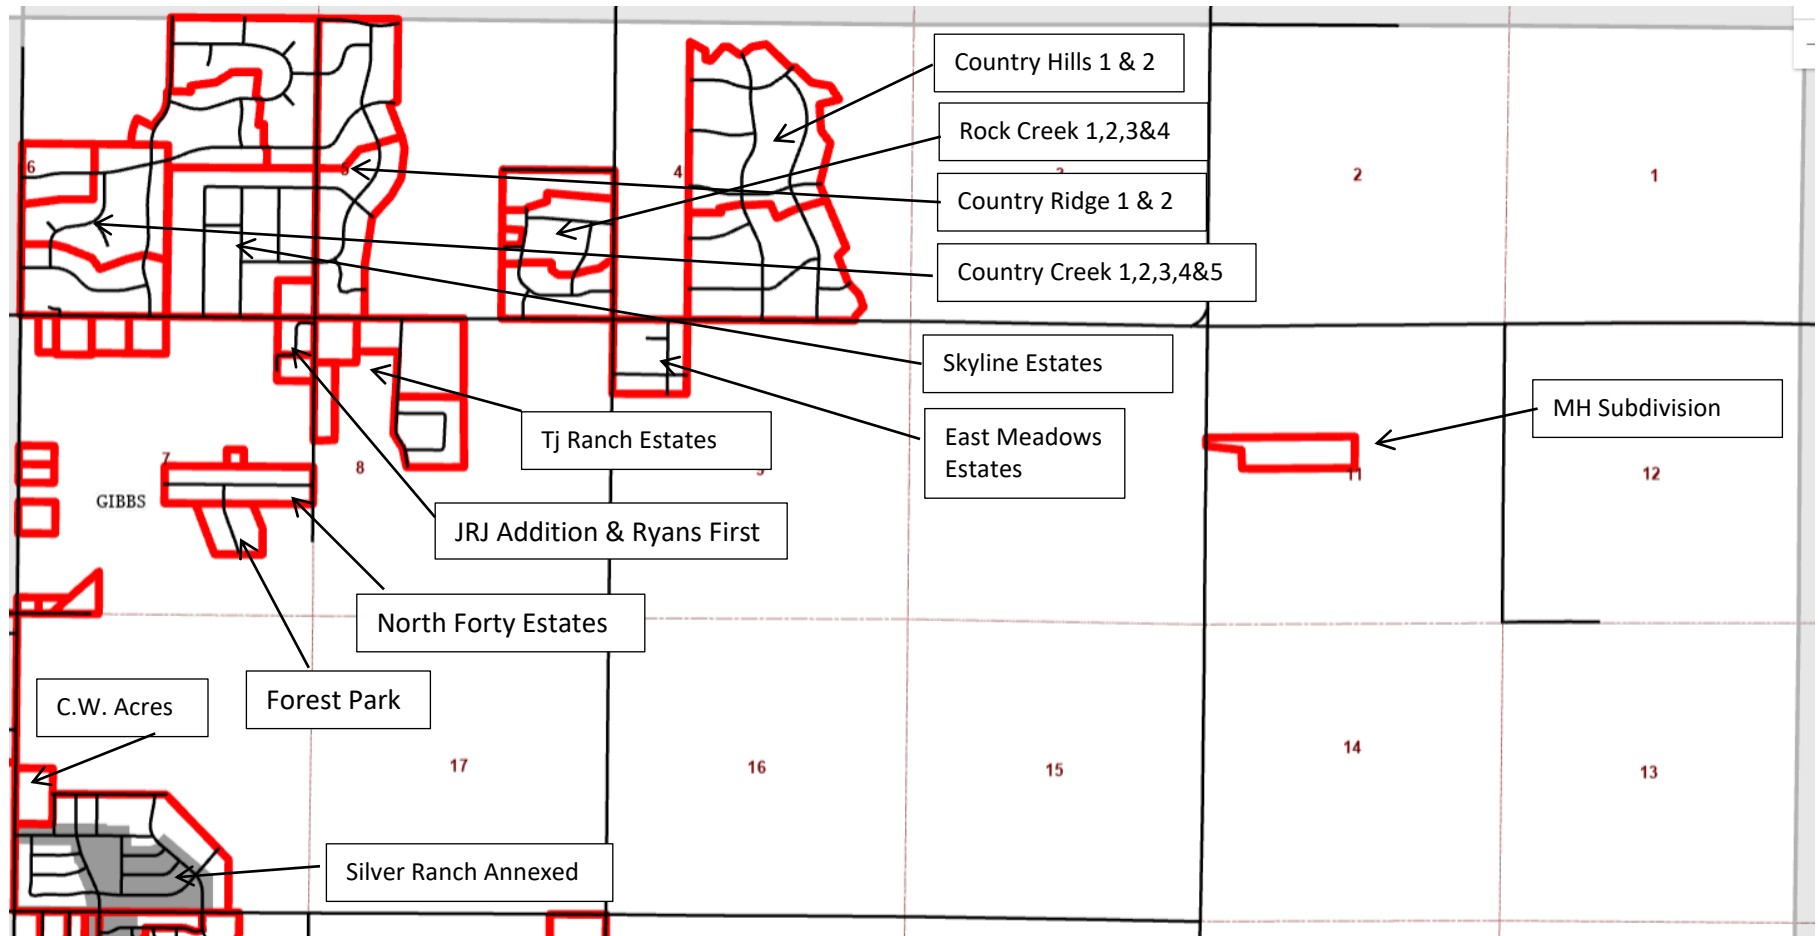 Country Hills 1 & 2
Rock Creek 1,2,3&4
6
5
4
3
2
1
Country Ridge 1 & 2
Country Creek 1,2,3,4&5
Skyline Estates
MH Subdivision
Tj Ranch Estates
East Meadows
Estates
7
8
9
11
12
GIBBS
JRJ Addition & Ryans First
North Forty Estates
Forest Park
C.W. Acres
17
16
15
14
13
Silver Ranch Annexed